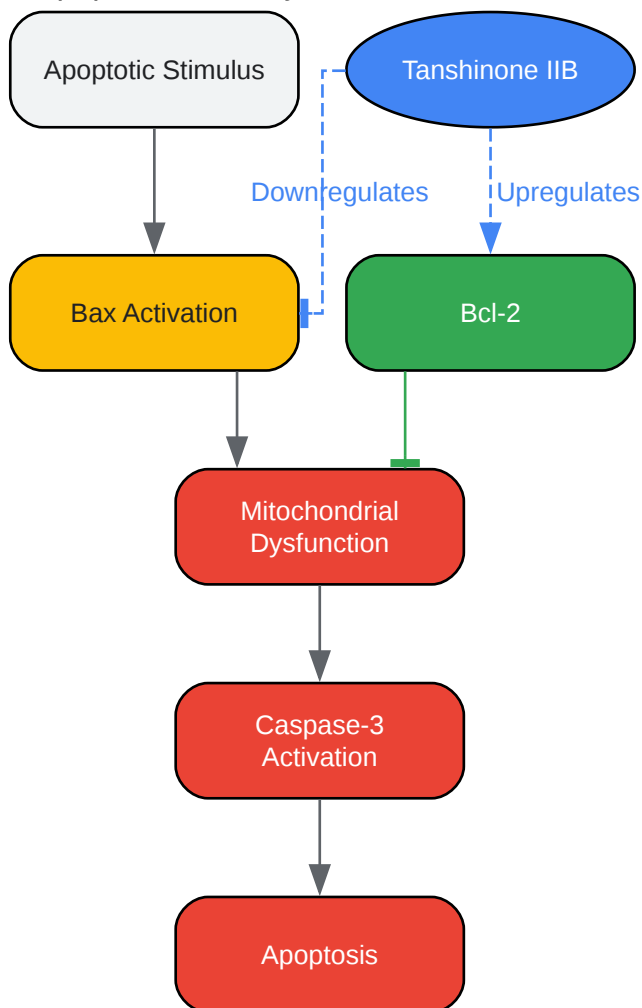 Apoptotic Stimulus
Tanshinone IIB
Downregulates
Upregulates
Bax Activation
Bcl-2
Mitochondrial
Dysfunction
Caspase-3
Activation
Apoptosis